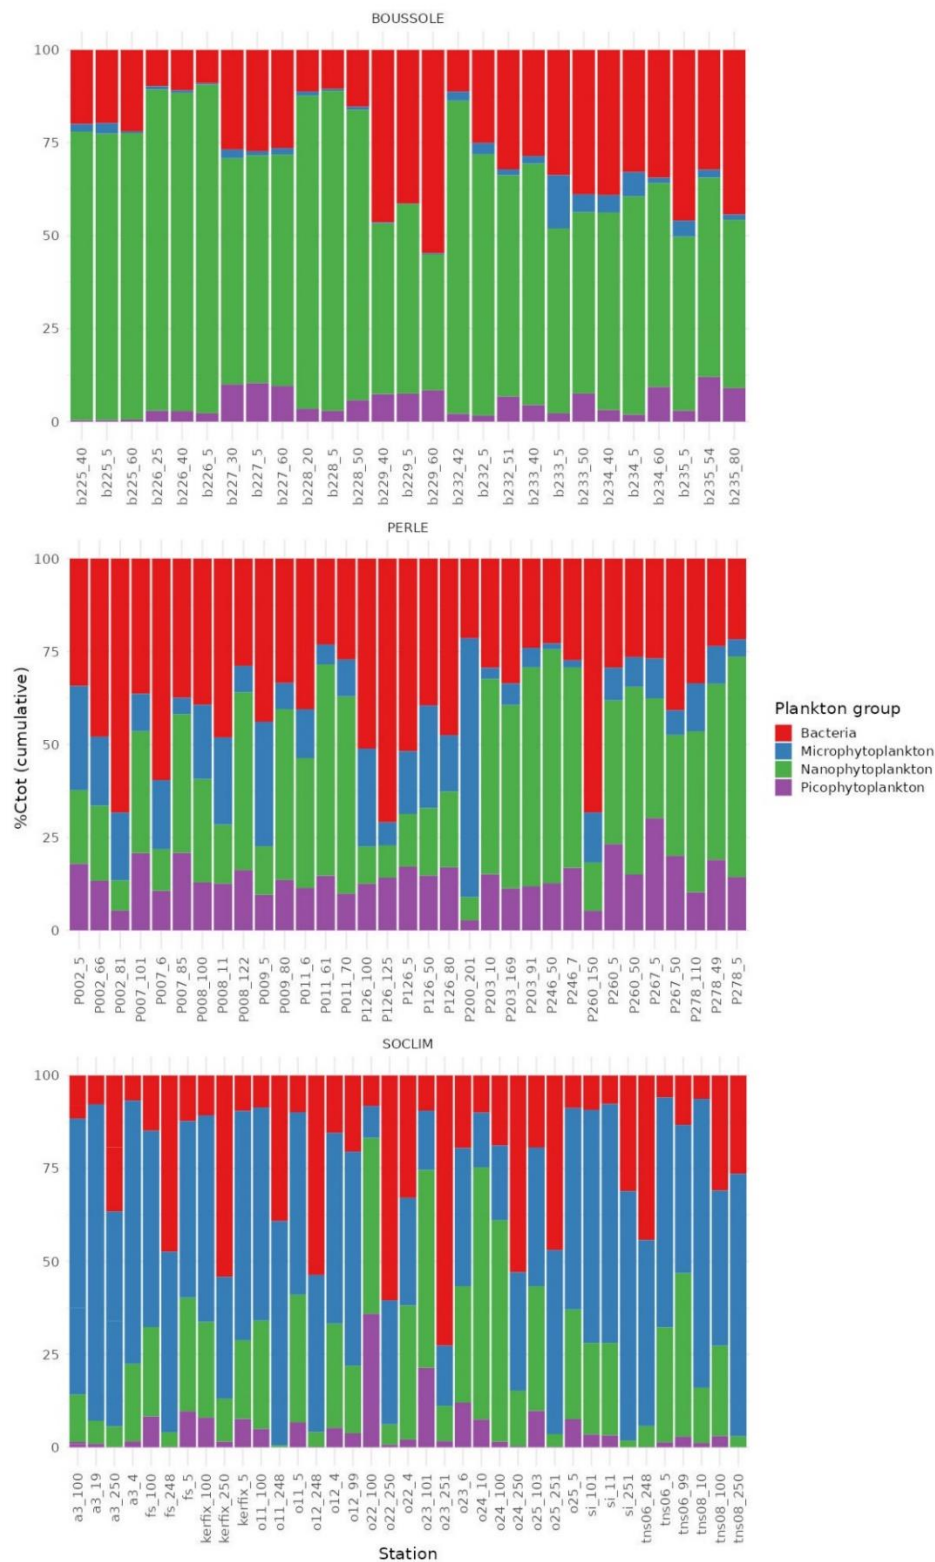 BOUSSOLE
100
75
50
25
0
b225_40 b225_5 b225_60 b226_25 b226_40 b226_5 b227_30 b227_5 b227_60 b228_20 b228_5 b228_50 b229_40 b229_5 b229_60 b232_42 b232_5 b232_51 b233_40 b233_5 b233_50 b234_40 b234_5 b234_60 b235_5 b235_54 b235_80
PERLE
100
75
50
25
0
P002_5 P002_66 P002_81 P007_101 P007_6 P007_85 P008_100 P008_11 P008_122 P009_5 P009_80 P011_6 P011_61 P011_70 P126_100 P126_125 P126_5 P126_50 P126_80 P200_201 P203_10 P203_169 P203_91 P246_50 P246_7 P260_150 P260_5 P260_50 P267_5 P267_50 P278_110 P278_49 P278_5
%Ctot (cumulative)
Plankton group
Bacteria
Microphytoplankton
Nanophytoplankton
Picophytoplankton
SOCLIM
100
75
50
25
0
a3_100 a3_19 a3_250 a3_4 fs_100 fs_248 fs_5 kerfix_100 kerfix_250 kerfix_5 o11_100 o11_248 o11_5 o12_248 o12_4 o12_99 o22_100 o22_250 o22_4 o23_101 o23_251 o23_6 o24_10 o24_100 o24_250 o25_103 o25_251 o25_5 si_101 si_11 si_251 tns06_248 tns06_5 tns06_99 tns08_10 tns08_100 tns08_250
Station